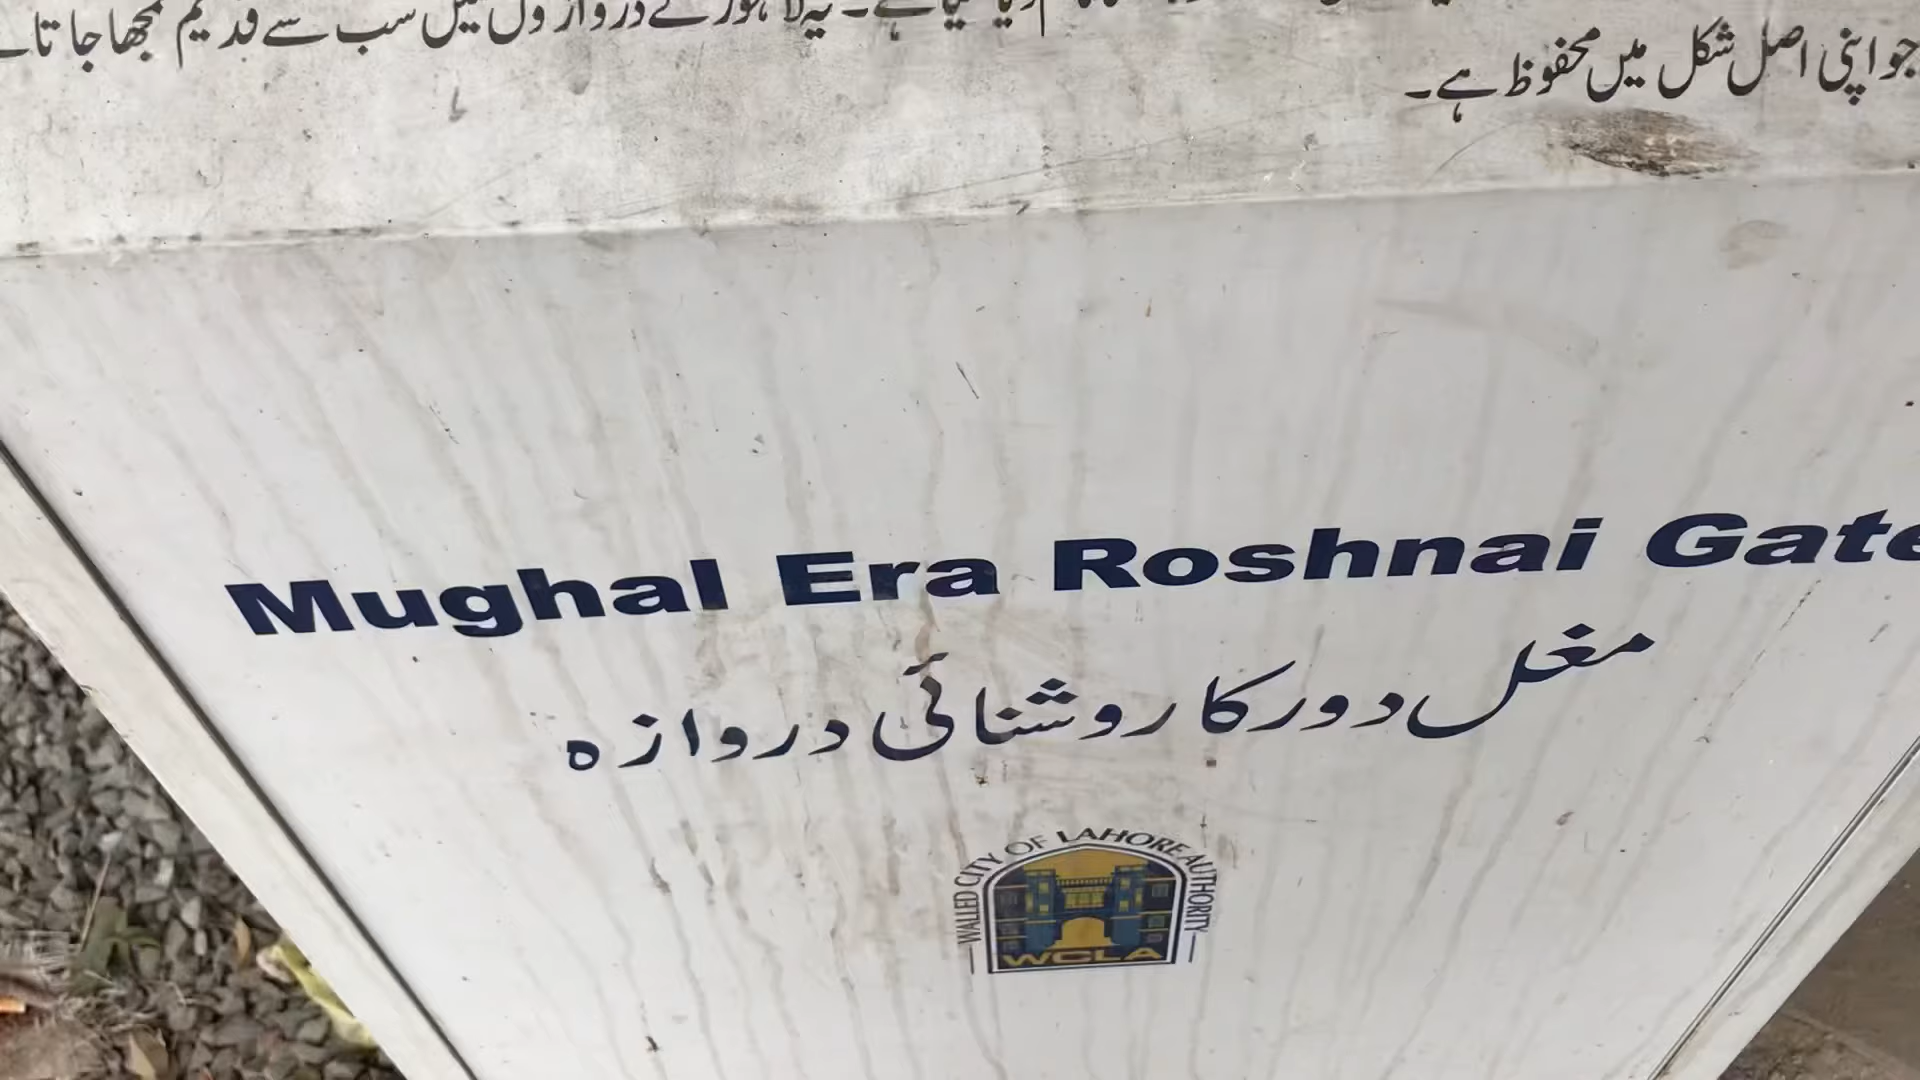 یہ لاہور کے دروازوں میں سب سے قدیم سمجھا جاتا
جو اپنی اصل شکل میں محفوظ ہے۔
Mughal Era Roshnai Gate
مغل دور کا روشنائی دروازہ
WALLED CITY OF LAHORE AUTHORITY
WCLA